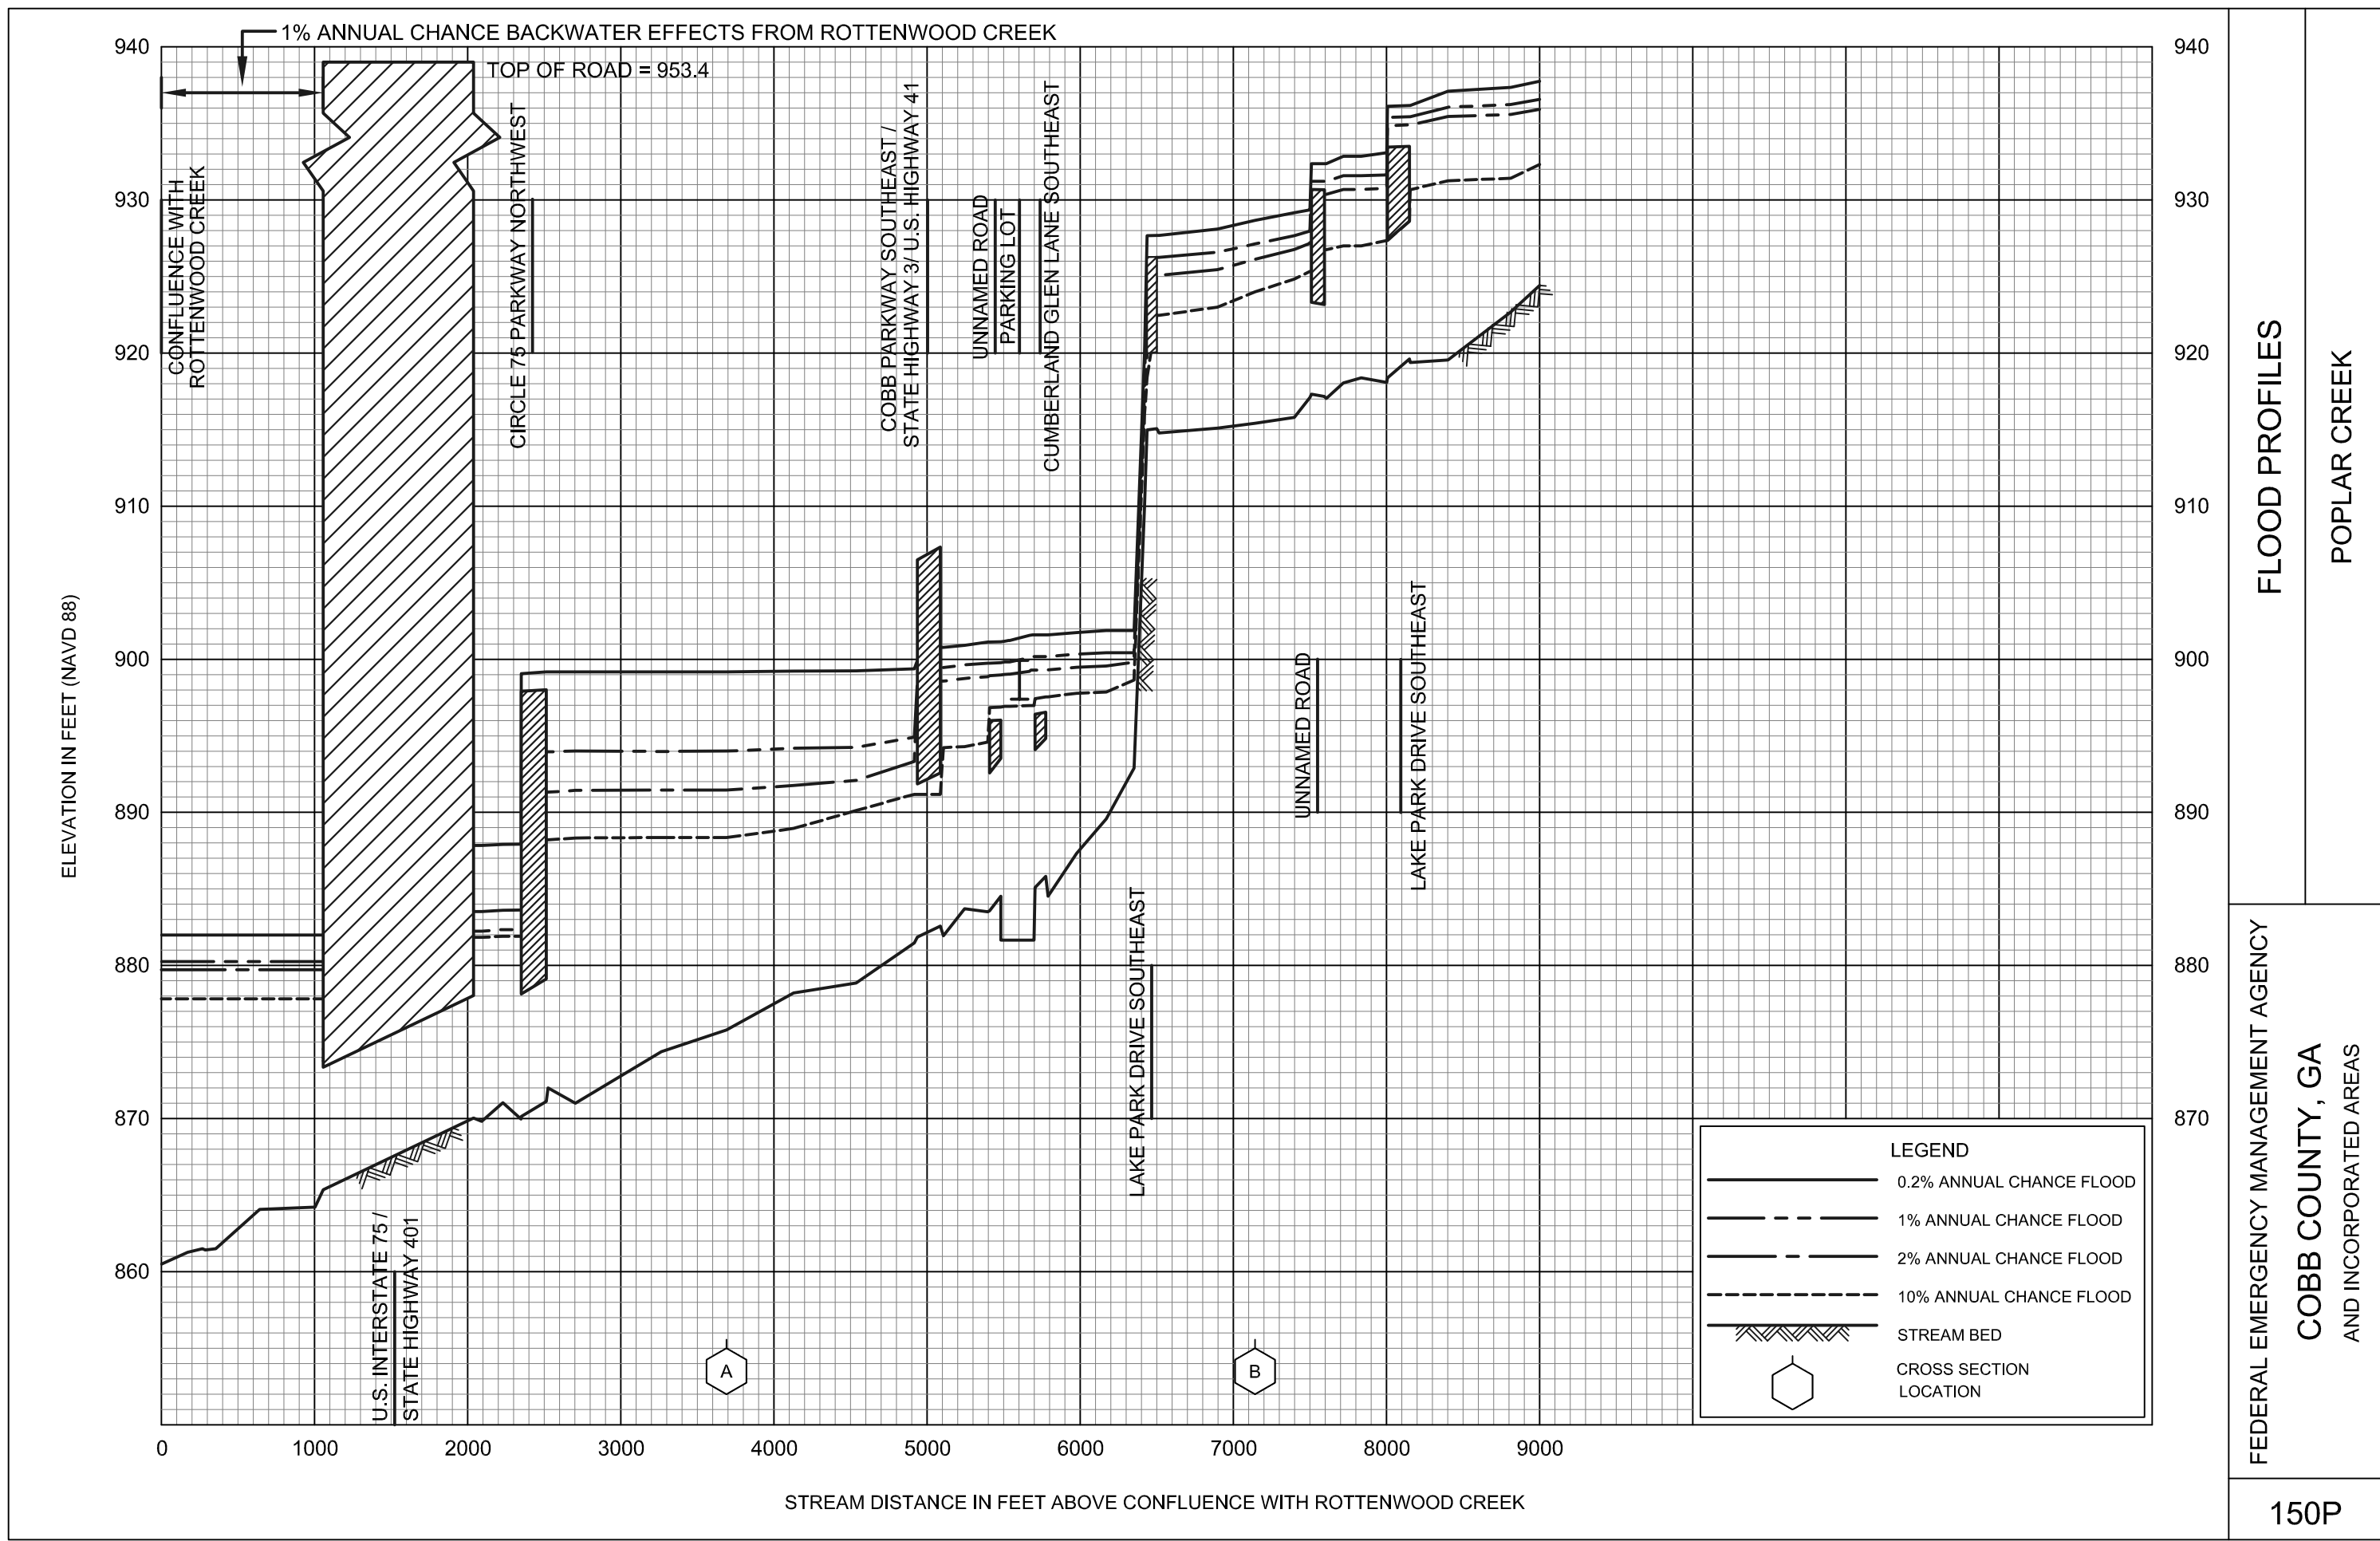 1% ANNUAL CHANCE BACKWATER EFFECTS FROM ROTTENWOOD CREEK
TOP OF ROAD = 953.4
940
930
920
910
900
890
880
870
860
ELEVATION IN FEET (NAVD 88)
CONFLUENCE WITH
ROTTENWOOD CREEK
U.S. INTERSTATE 75 /
STATE HIGHWAY 401
CIRCLE 75 PARKWAY NORTHWEST
COBB PARKWAY SOUTHEAST /
STATE HIGHWAY 3/ U.S. HIGHWAY 41
UNNAMED ROAD
PARKING LOT
CUMBERLAND GLEN LANE SOUTHEAST
LAKE PARK DRIVE SOUTHEAST
UNNAMED ROAD
LAKE PARK DRIVE SOUTHEAST
A
B
940
930
920
910
900
890
880
870
LEGEND
0.2% ANNUAL CHANCE FLOOD
1% ANNUAL CHANCE FLOOD
2% ANNUAL CHANCE FLOOD
10% ANNUAL CHANCE FLOOD
STREAM BED
CROSS SECTION
LOCATION
0 1000 2000 3000 4000 5000 6000 7000 8000 9000
STREAM DISTANCE IN FEET ABOVE CONFLUENCE WITH ROTTENWOOD CREEK
FLOOD PROFILES
POPLAR CREEK
FEDERAL EMERGENCY MANAGEMENT AGENCY
COBB COUNTY, GA
AND INCORPORATED AREAS
150P